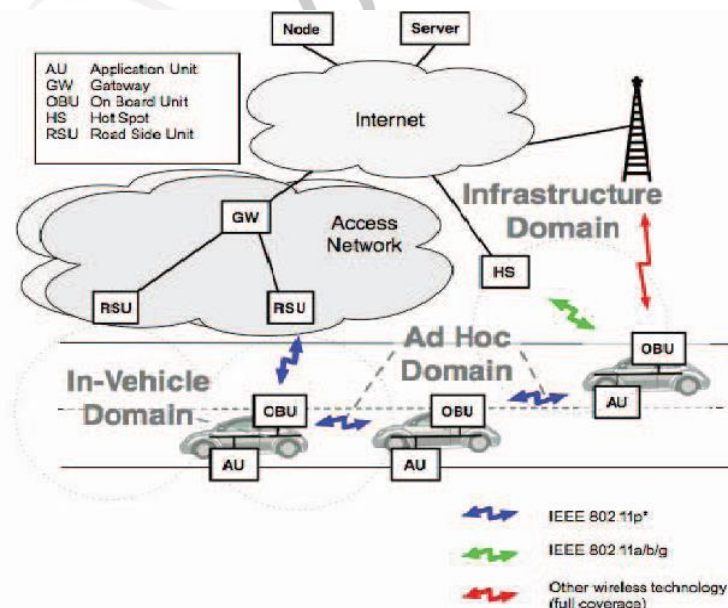 Node
Server
AU Application Unit
GW Gateway
OBU On Board Unit
HS Hot Spot
RSU Road Side Unit
Internet
Infrastructure
Domain
GW
Access
Network
HS
RSU
RSU
OBU
Ad Hoc
Domain
In-Vehicle
Domain
AU
OBU
OBU
AU
AU
IEEE 802.11p*
IEEE 802.11a/b/g
Other wireless technology
(full coverage)